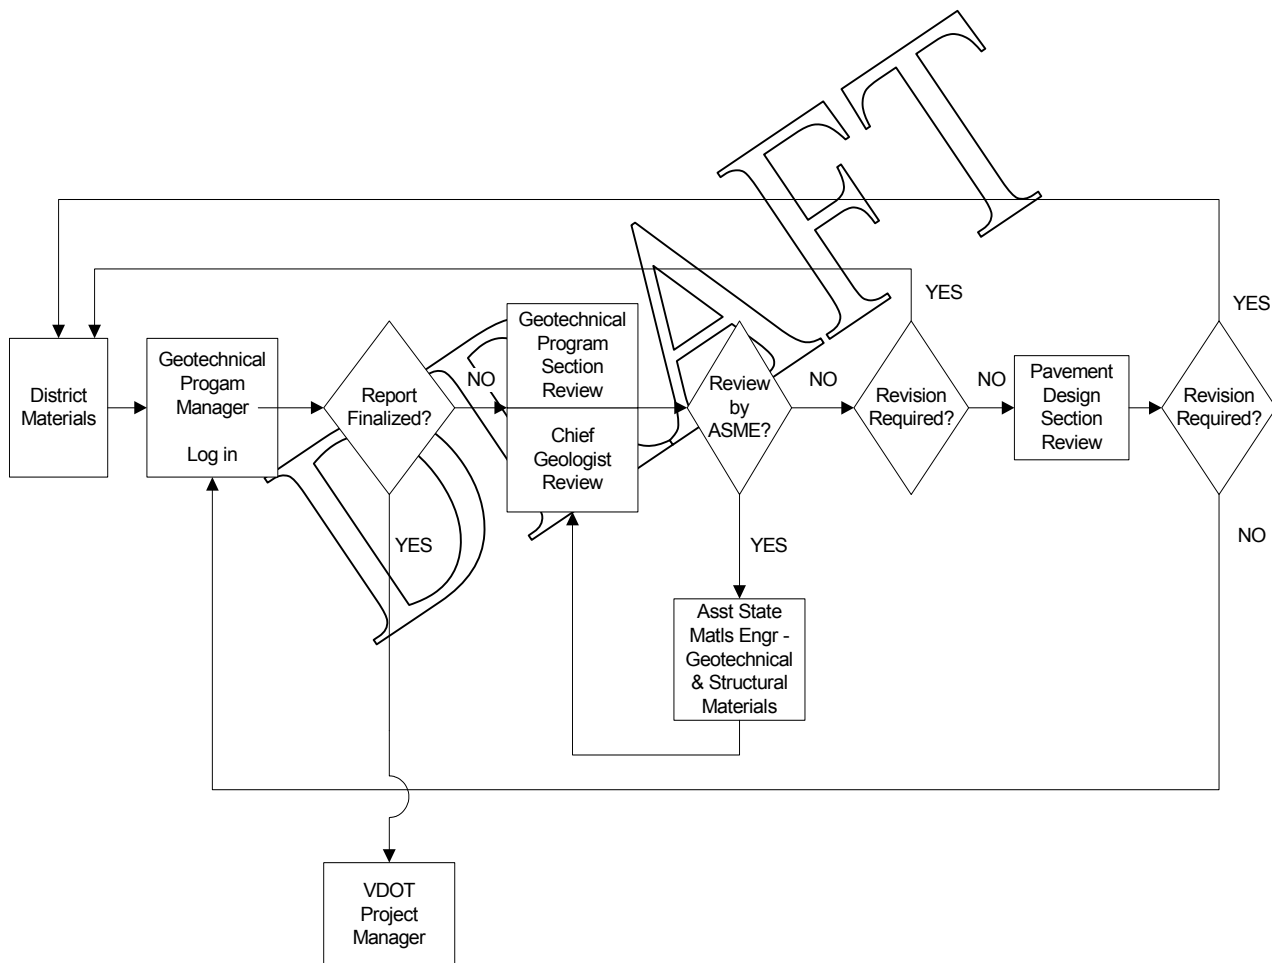 DRAFT
YES
YES
District
Materials
Geotechnical
Progam
Manager
Log in
Report
Finalized?
NO
Geotechnical
Program
Section
Review
Chief
Geologist
Review
Review
by
ASME?
NO
Revision
Required?
NO
Pavement
Design
Section
Review
Revision
Required?
YES
YES
NO
Asst State
Matls Engr -
Geotechnical
& Structural
Materials
VDOT
Project
Manager